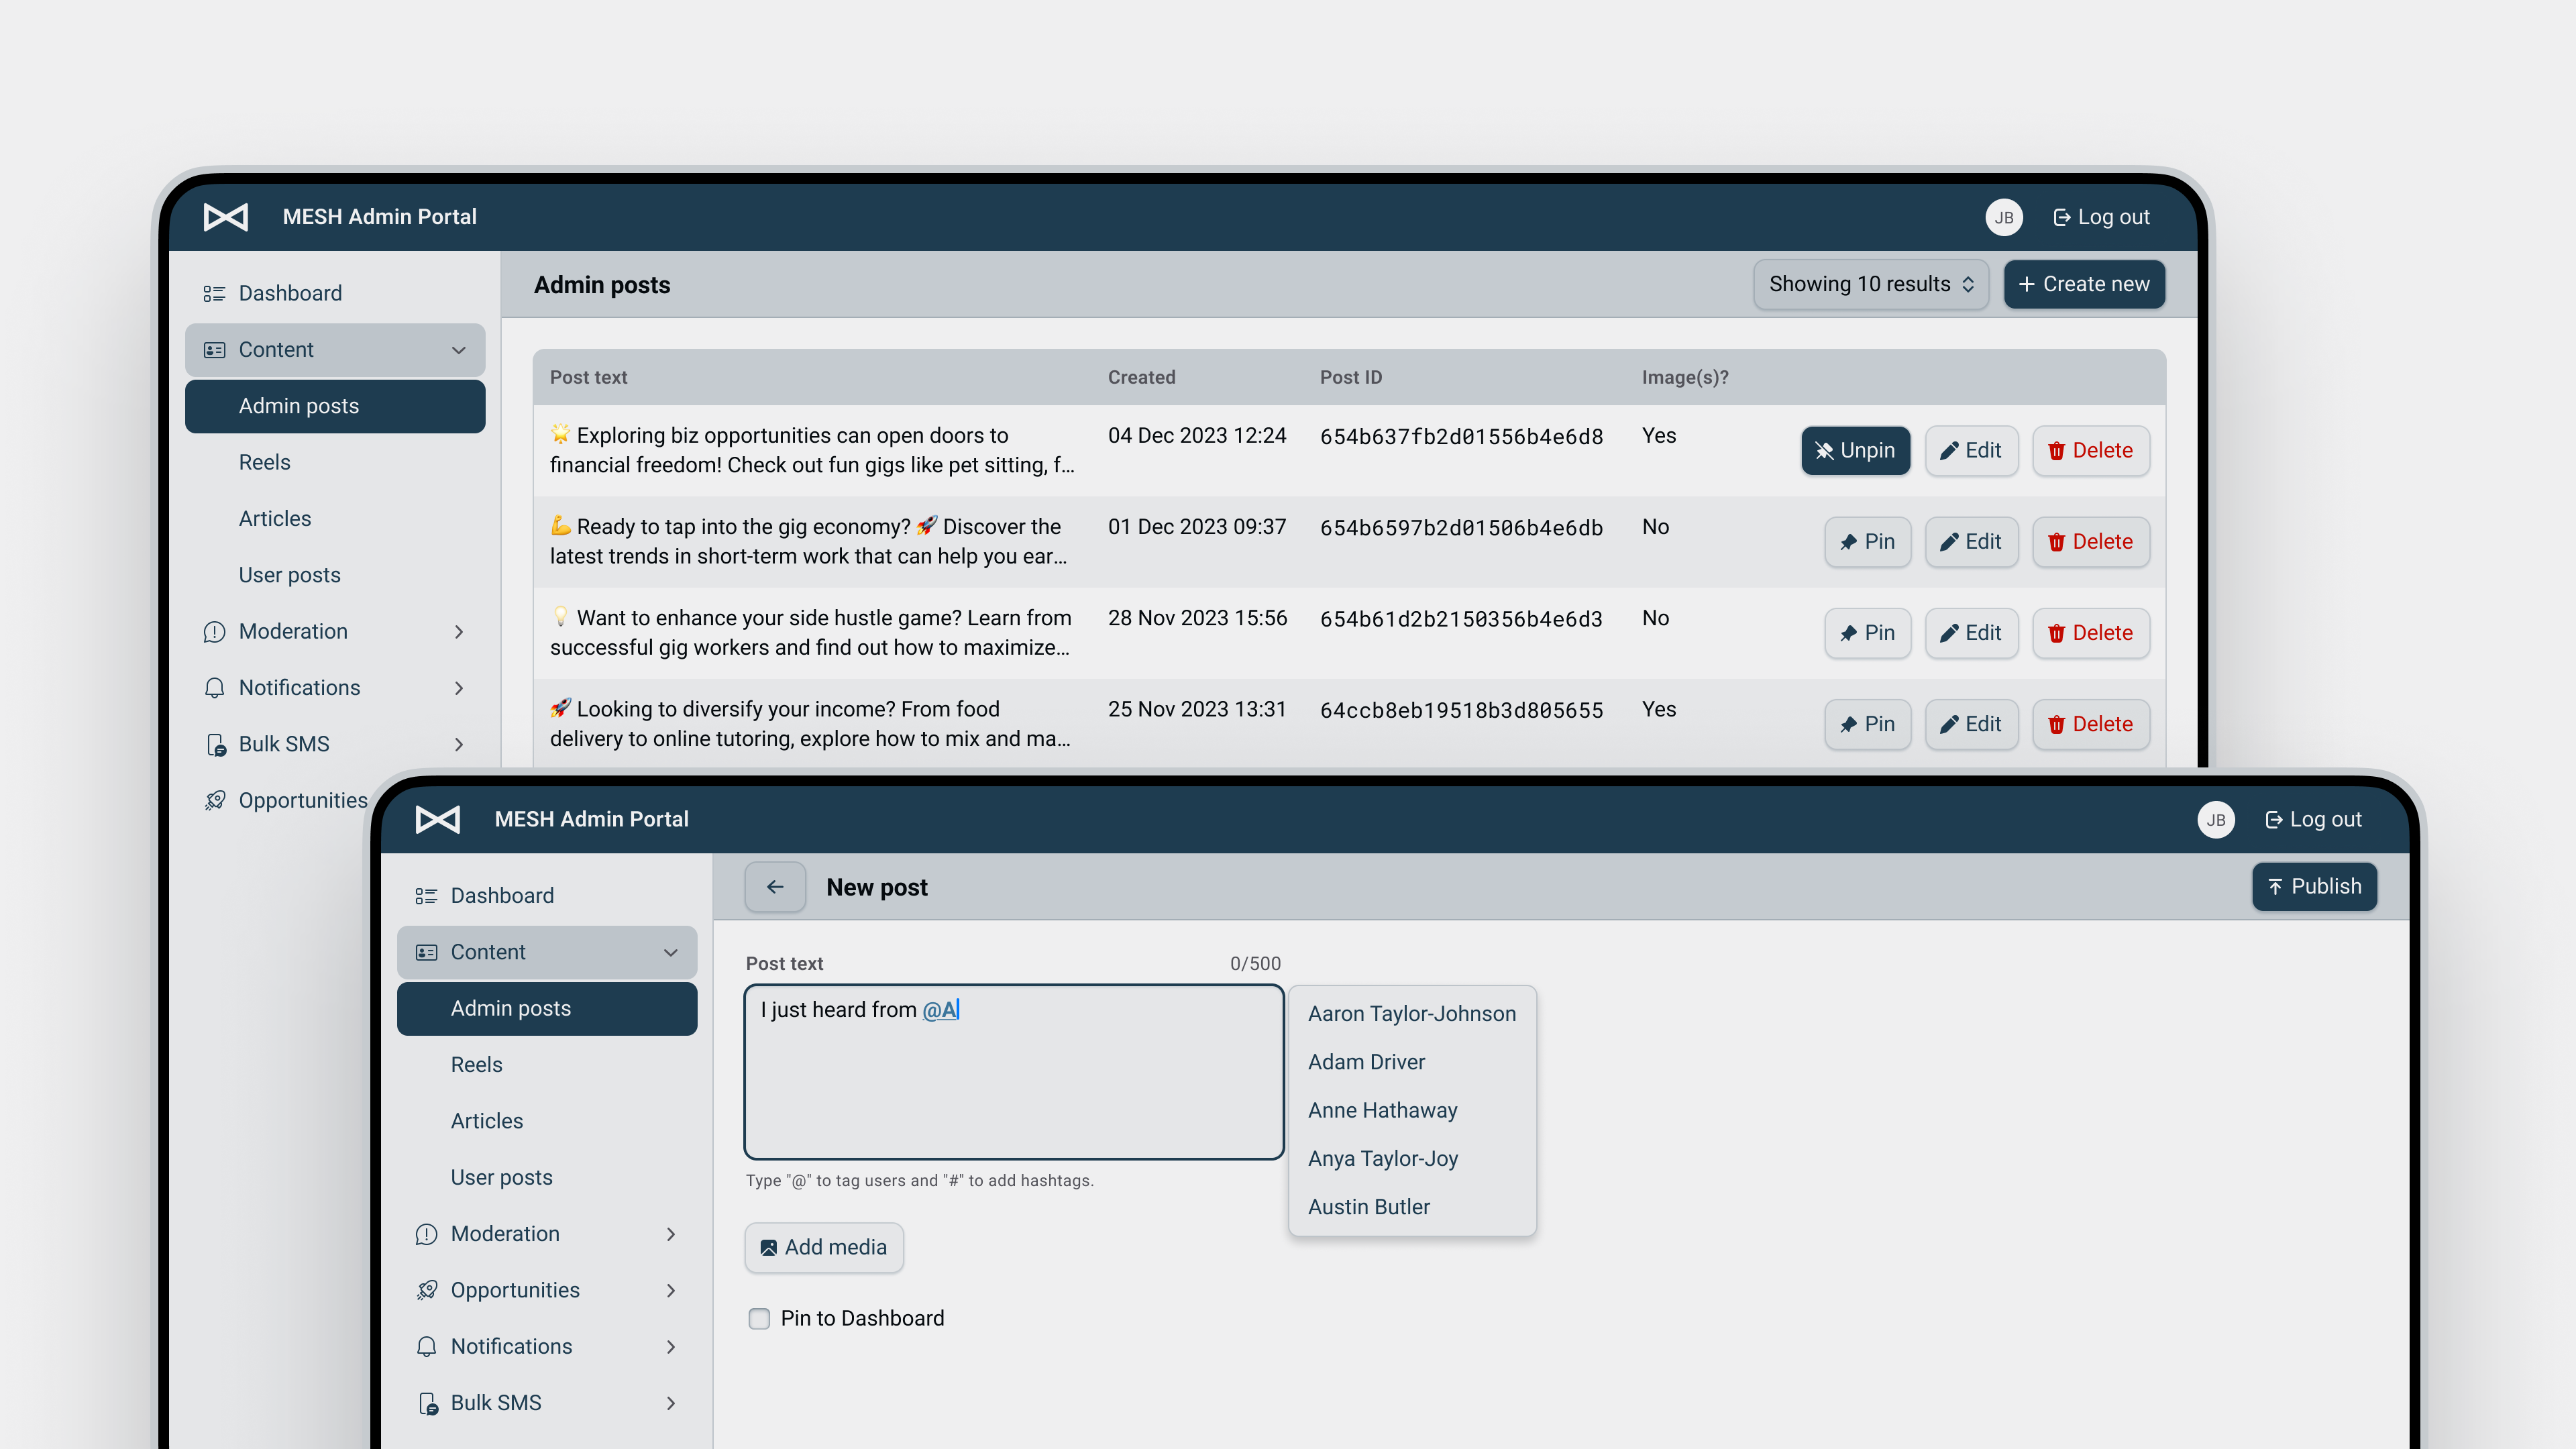 MESH Admin Portal
JB
Log out
Dashboard
Content
Admin posts
Reels
Articles
User posts
Moderation
Notifications
Bulk SMS
Opportunities
Admin posts
Showing 10 results
+ Create new
Post text Created Post ID Image(s)?
🌟 Exploring biz opportunities can open doors to
financial freedom! Check out fun gigs like pet sitting, f...
04 Dec 2023 12:24
654b637fb2d01556b4e6d8
Yes
Unpin
Edit
Delete
💪 Ready to tap into the gig economy? 🚀 Discover the
latest trends in short-term work that can help you ear...
01 Dec 2023 09:37
654b6597b2d01506b4e6db
No
Pin
Edit
Delete
💡 Want to enhance your side hustle game? Learn from
successful gig workers and find out how to maximize...
28 Nov 2023 15:56
654b61d2b2150356b4e6d3
No
Pin
Edit
Delete
🚀 Looking to diversify your income? From food
delivery to online tutoring, explore how to mix and ma...
25 Nov 2023 13:31
64ccb8eb19518b3d805655
Yes
Pin
Edit
Delete
MESH Admin Portal
JB
Log out
Dashboard
Content
Admin posts
Reels
Articles
User posts
Moderation
Opportunities
Notifications
Bulk SMS
New post
Publish
Post text
0/500
I just heard from @A
Aaron Taylor-Johnson
Adam Driver
Anne Hathaway
Anya Taylor-Joy
Austin Butler
Type "@" to tag users and "#" to add hashtags.
Add media
Pin to Dashboard